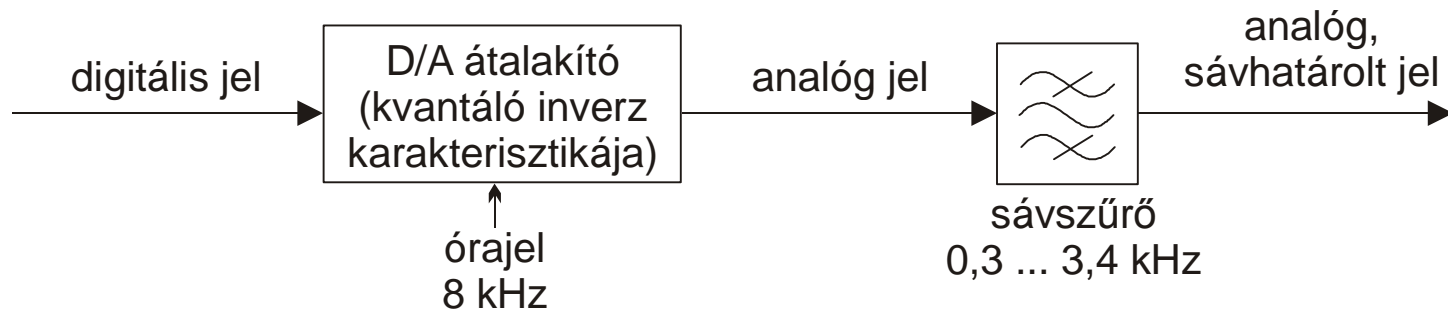 digitális jel
D/A átalakító
(kvantáló inverz
karakterisztikája)
órajel
8 kHz
analóg jel
sávszűrő
0,3 ... 3,4 kHz
analóg,
sávhatárolt jel